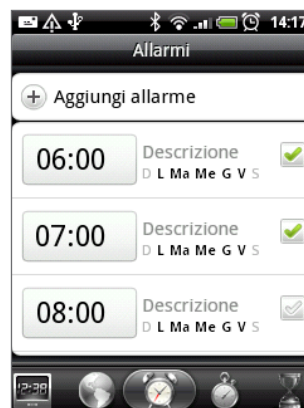 14:17
Allarmi
Aggiungi allarme
06:00 Descrizione
D L Ma Me G V S
07:00 Descrizione
D L Ma Me G V S
08:00 Descrizione
D L Ma Me G V S
12:38